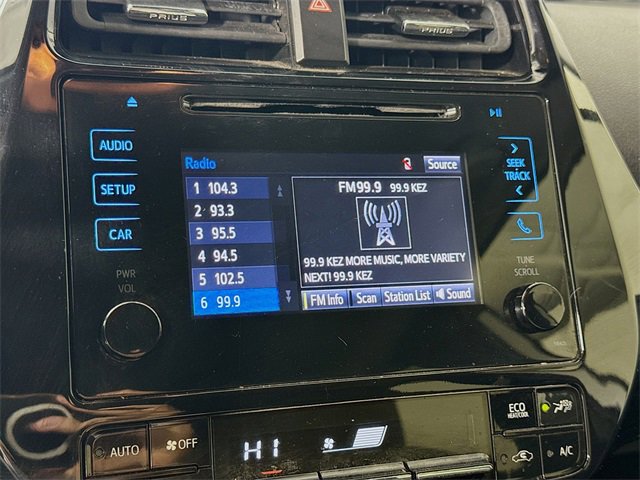 PRIUS
PRIUS
AUDIO
SETUP
CAR
PWR
VOL
Radio
Source
1 104.3
2 93.3
3 95.5
4 94.5
5 102.5
6 99.9
FM99.9 99.9 KEZ
99.9 KEZ MORE MUSIC, MORE VARIETY
NEXT! 99.9 KEZ
FM Info Scan Station List Sound
SEEK
TRACK
TUNE
SCROLL
AUTO
OFF
HI
ECO
HEAT/COOL
A/C